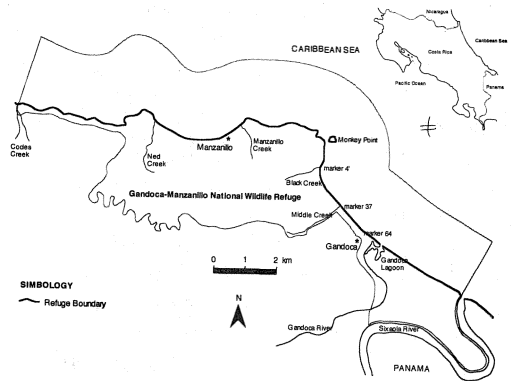 Nicaragua
CARIBBEAN SEA
Caribbean Sea
Costa Rica
Pacific Ocean
Panama
Monkey Point
Manzanillo
Manzanillo
Creek
Codes
Creek
Ned
Creek
marker 4'
Black Creek
Gandoca-Manzanillo National Wildlife Refuge
marker 37
Middle Creek
marker 64
Gandoca
Gandoca
Lagoon
0 1 2 km
SIMBOLOGY
Refuge Boundary
N
Gandoca River
Sixaola River
PANAMA